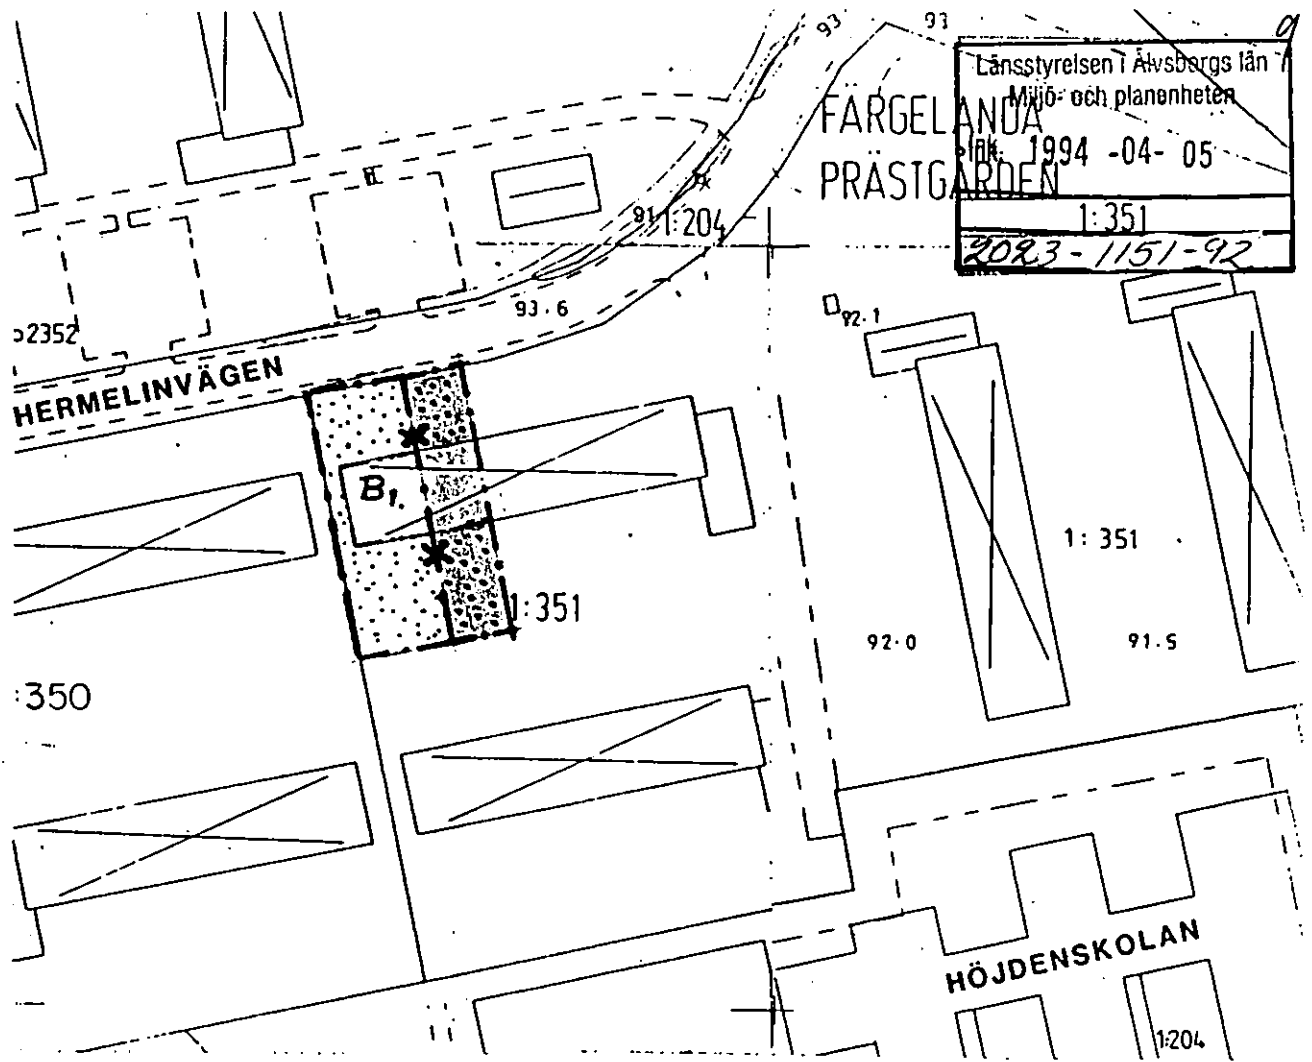 93
93
Länsstyrelsen i Älvsborgs län
Miljö- och planenheten
Ink. 1994 -04- 05
1:351
2023-1151-92
FÄRGELANDA
PRÄSTGÅRDEN
91
1:204
93.6
92.1
2352
HERMELINVÄGEN
B1
1:351
1:351
92.0
91.5
:350
HÖJDENSKOLAN
1:204